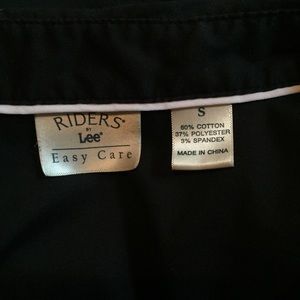 RIDERS®
BY
Lee®
Easy Care
S
60% COTTON
37% POLYESTER
3% SPANDEX
MADE IN CHINA